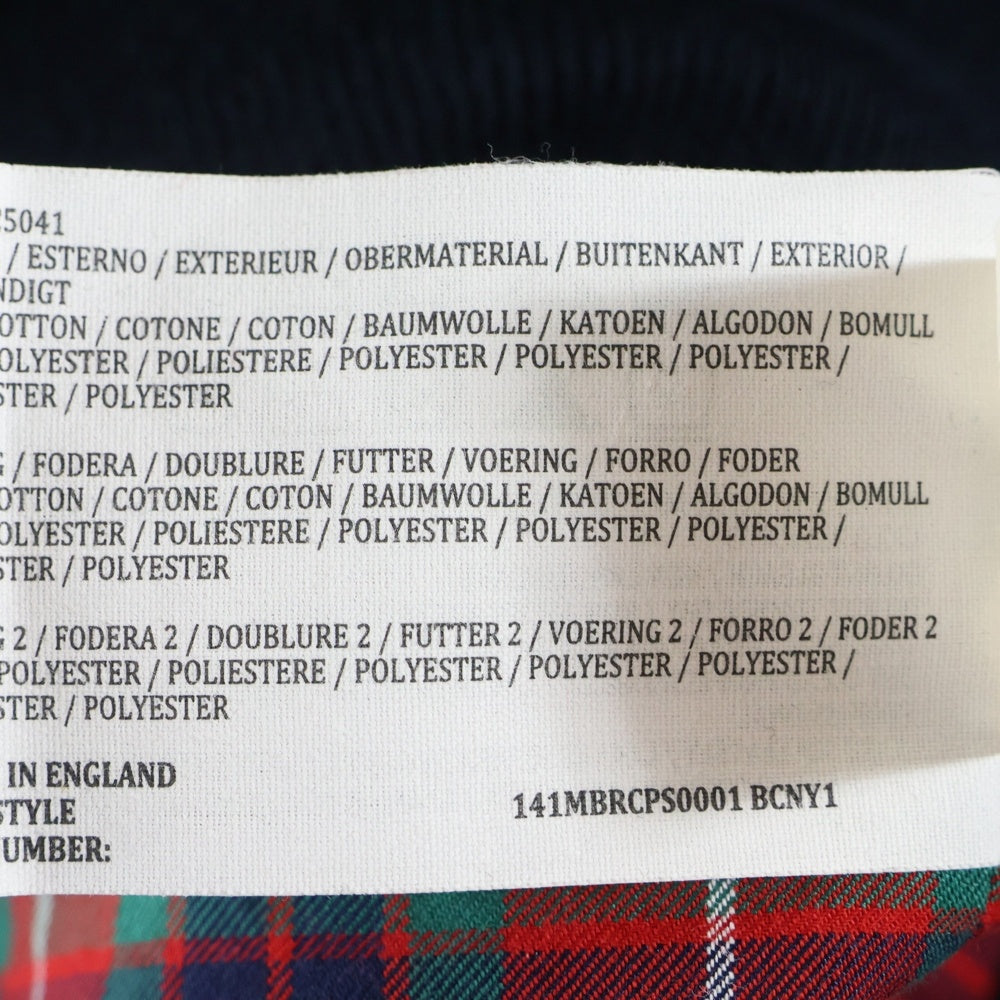 5041
/ ESTERNO / EXTERIEUR / OBERMATERIAL / BUITENKANT / EXTERIOR /
NDIGT
OTTON / COTONE / COTON / BAUMWOLLE / KATOEN / ALGODON / BOMULL
OLYESTER / POLIESTERE / POLYESTER / POLYESTER / POLYESTER /
STER / POLYESTER
G / FODERA / DOUBLURE / FUTTER / VOERING / FORRO / FODER
OTTON / COTONE / COTON / BAUMWOLLE / KATOEN / ALGODON / BOMULL
OLYESTER / POLIESTERE / POLYESTER / POLYESTER / POLYESTER /
STER / POLYESTER
G 2 / FODERA 2 / DOUBLURE 2 / FUTTER 2 / VOERING 2 / FORRO 2 / FODER 2
POLYESTER / POLIESTERE / POLYESTER / POLYESTER / POLYESTER /
STER / POLYESTER
IN ENGLAND
STYLE 141MBRCPS0001 BCNY1
UMBER: